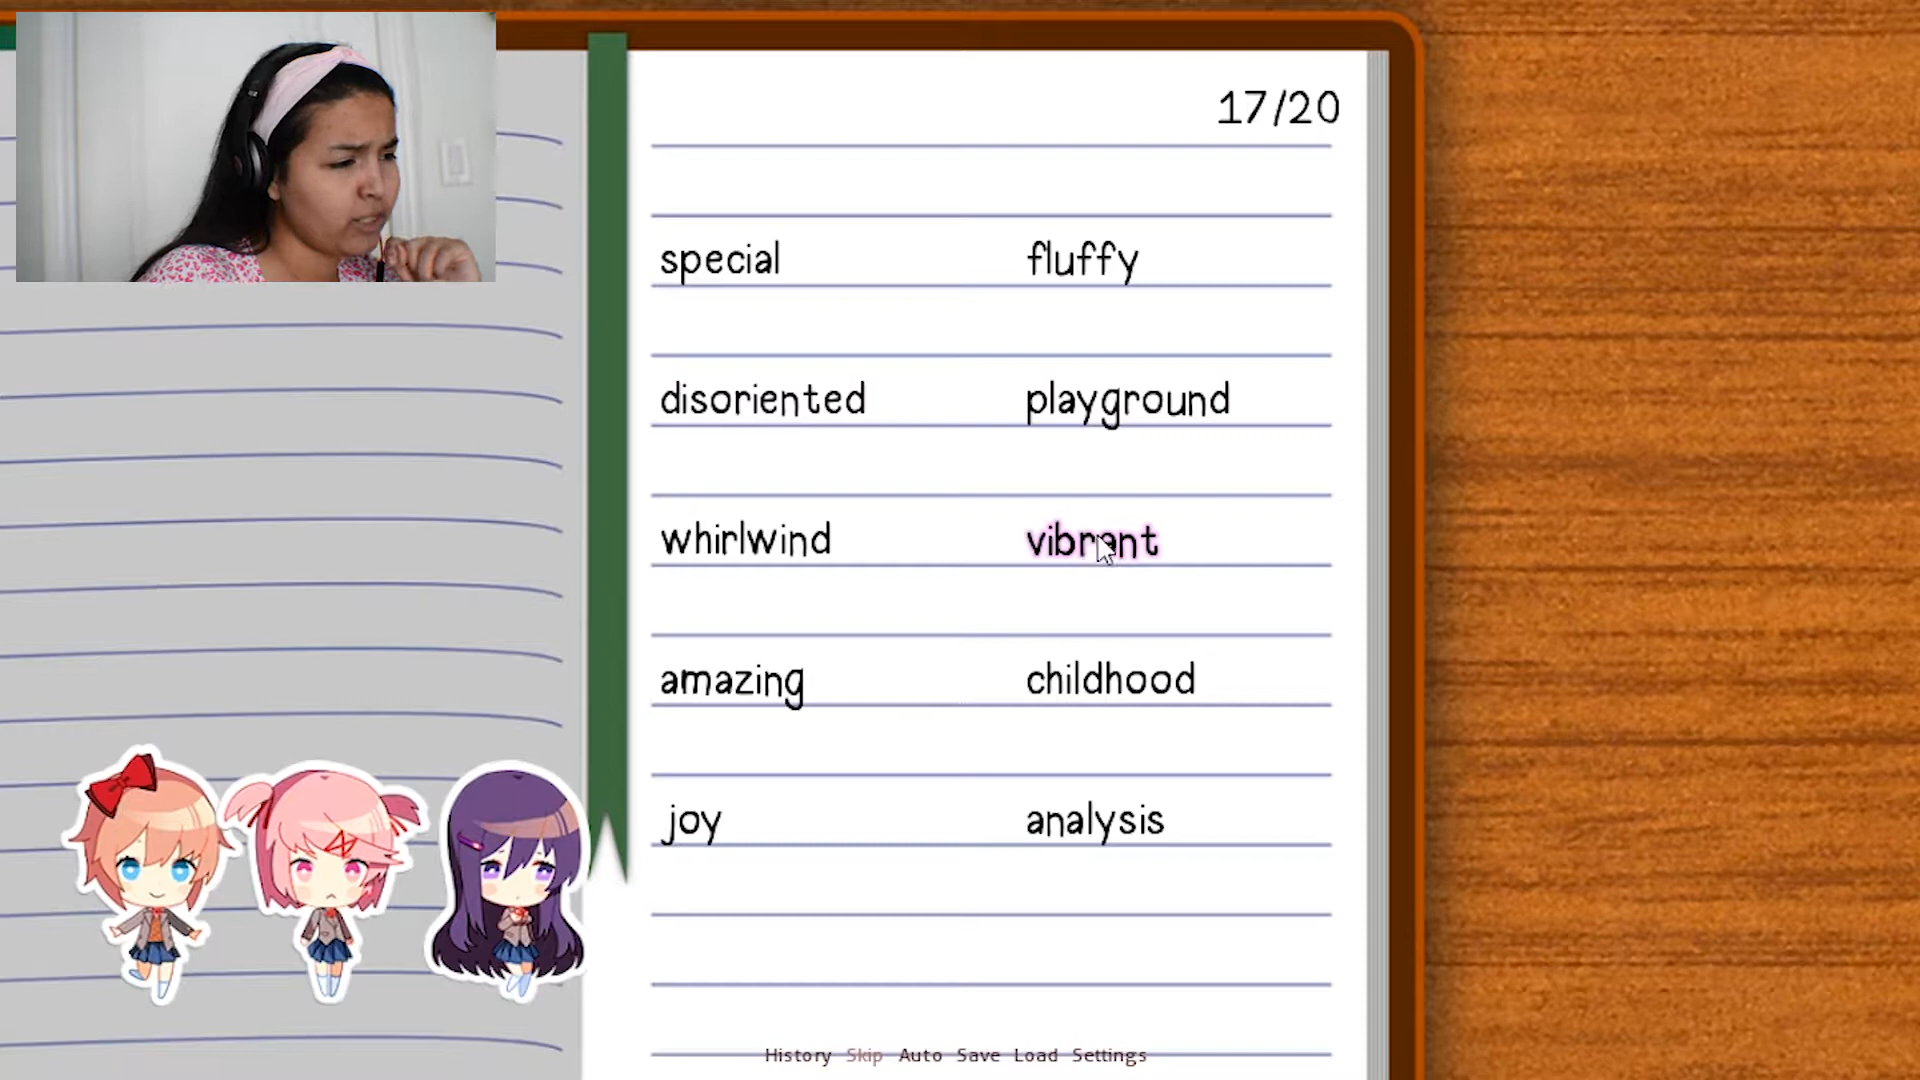 17/20
special fluffy
disoriented playground
whirlwind vibrant
amazing childhood
joy analysis
History Skip Auto Save Load Settings